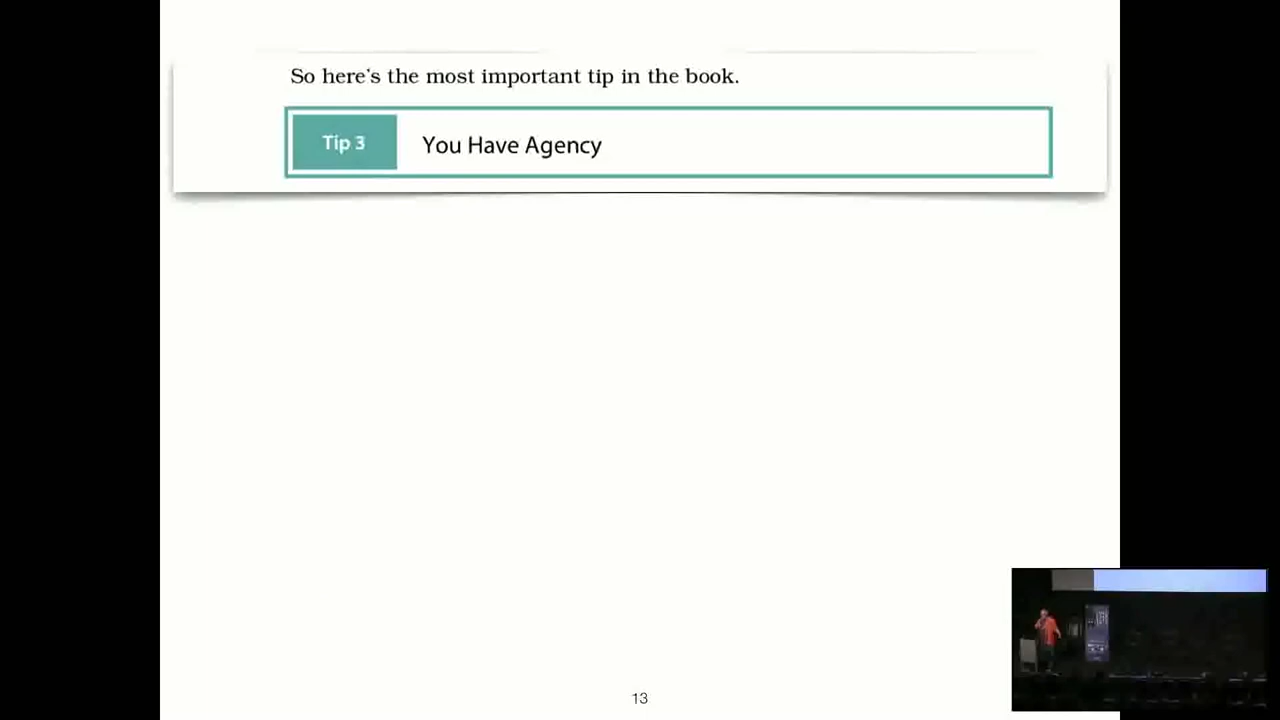 So here's the most important tip in the book.
Tip 3
You Have Agency
13